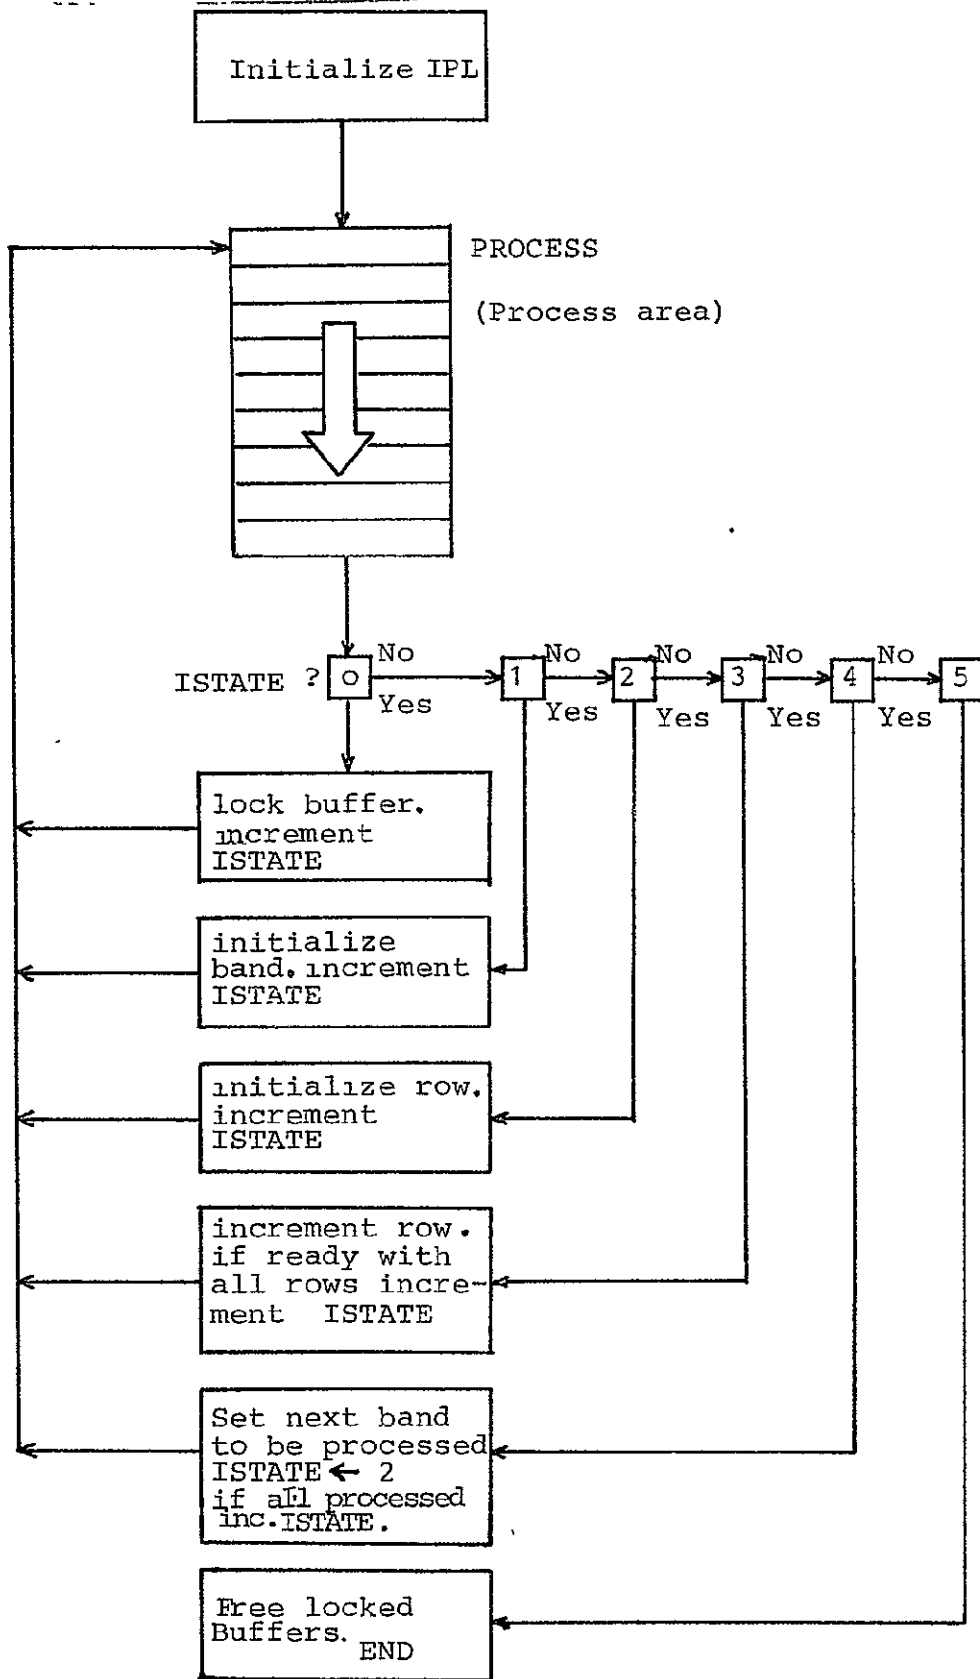 Initialize IPL
PROCESS
(Process area)
No No No No No
ISTATE ? 0 1 2 3 4 5
Yes Yes Yes Yes Yes
lock buffer.
increment
ISTATE
initialize
band. increment
ISTATE
initialize row.
increment
ISTATE
increment row.
if ready with
all rows incre-
ment ISTATE
Set next band
to be processed
ISTATE ← 2
if all processed
inc. ISTATE.
Free locked
Buffers.
END